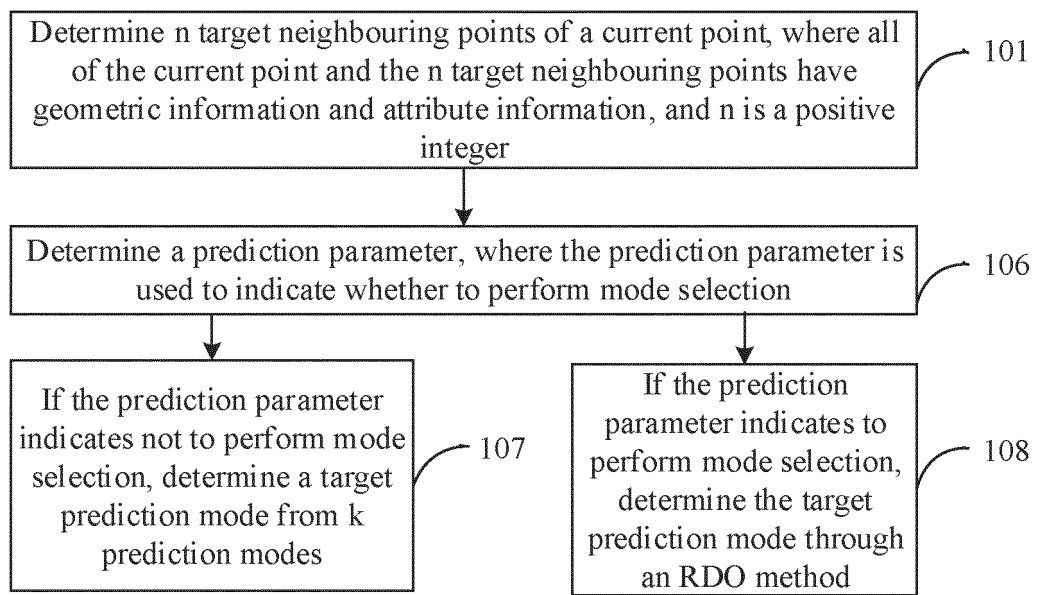 Determine n target neighbouring points of a current point, where all
of the current point and the n target neighbouring points have
geometric information and attribute information, and n is a positive
integer
101
Determine a prediction parameter, where the prediction parameter is
used to indicate whether to perform mode selection
106
If the prediction parameter
indicates not to perform mode
selection, determine a target
prediction mode from k
prediction modes
107
If the prediction
parameter indicates to
perform mode selection,
determine the target
prediction mode through
an RDO method
108